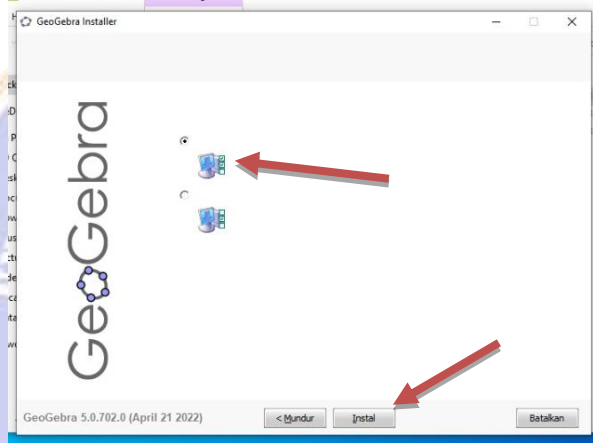 GeoGebra Installer
GeoGebra
GeoGebra 5.0.702.0 (April 21 2022)
< Mundur
Instal
Batalkan